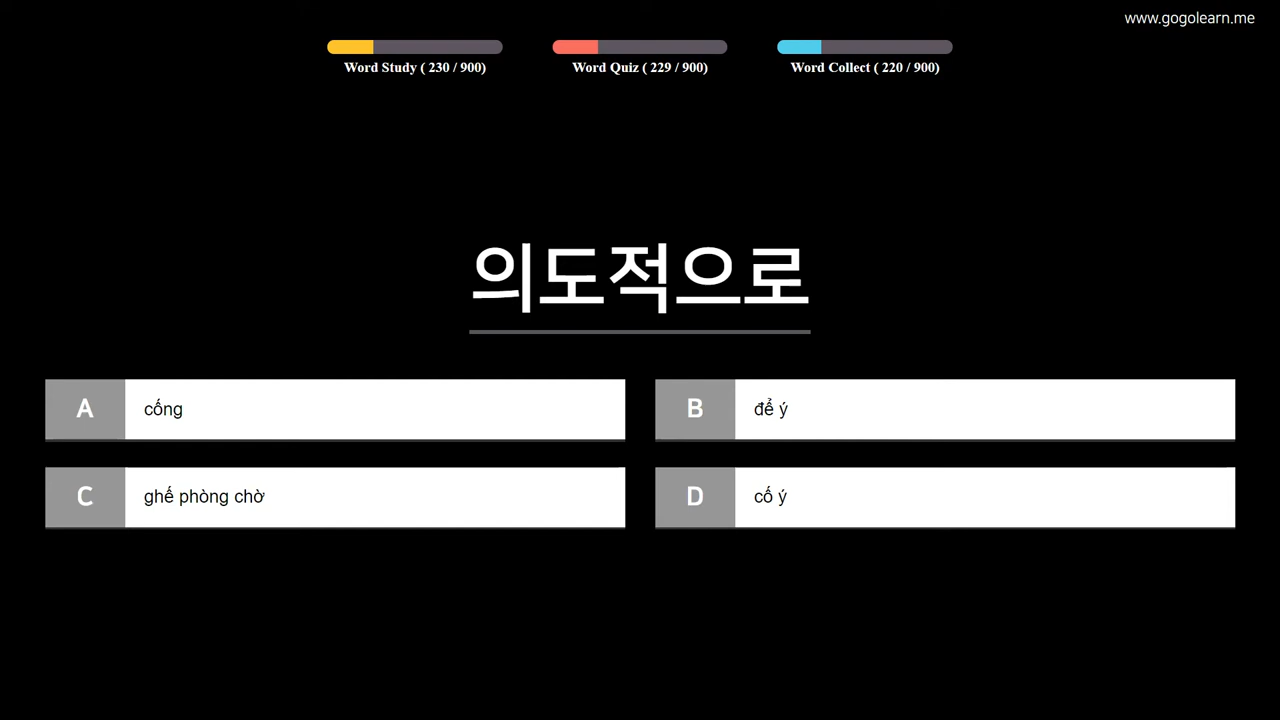 www.gogolearn.me
Word Study ( 230 / 900)
Word Quiz ( 229 / 900)
Word Collect ( 220 / 900)
의도적으로
A cống
B để ý
C ghế phòng chờ
D cố ý